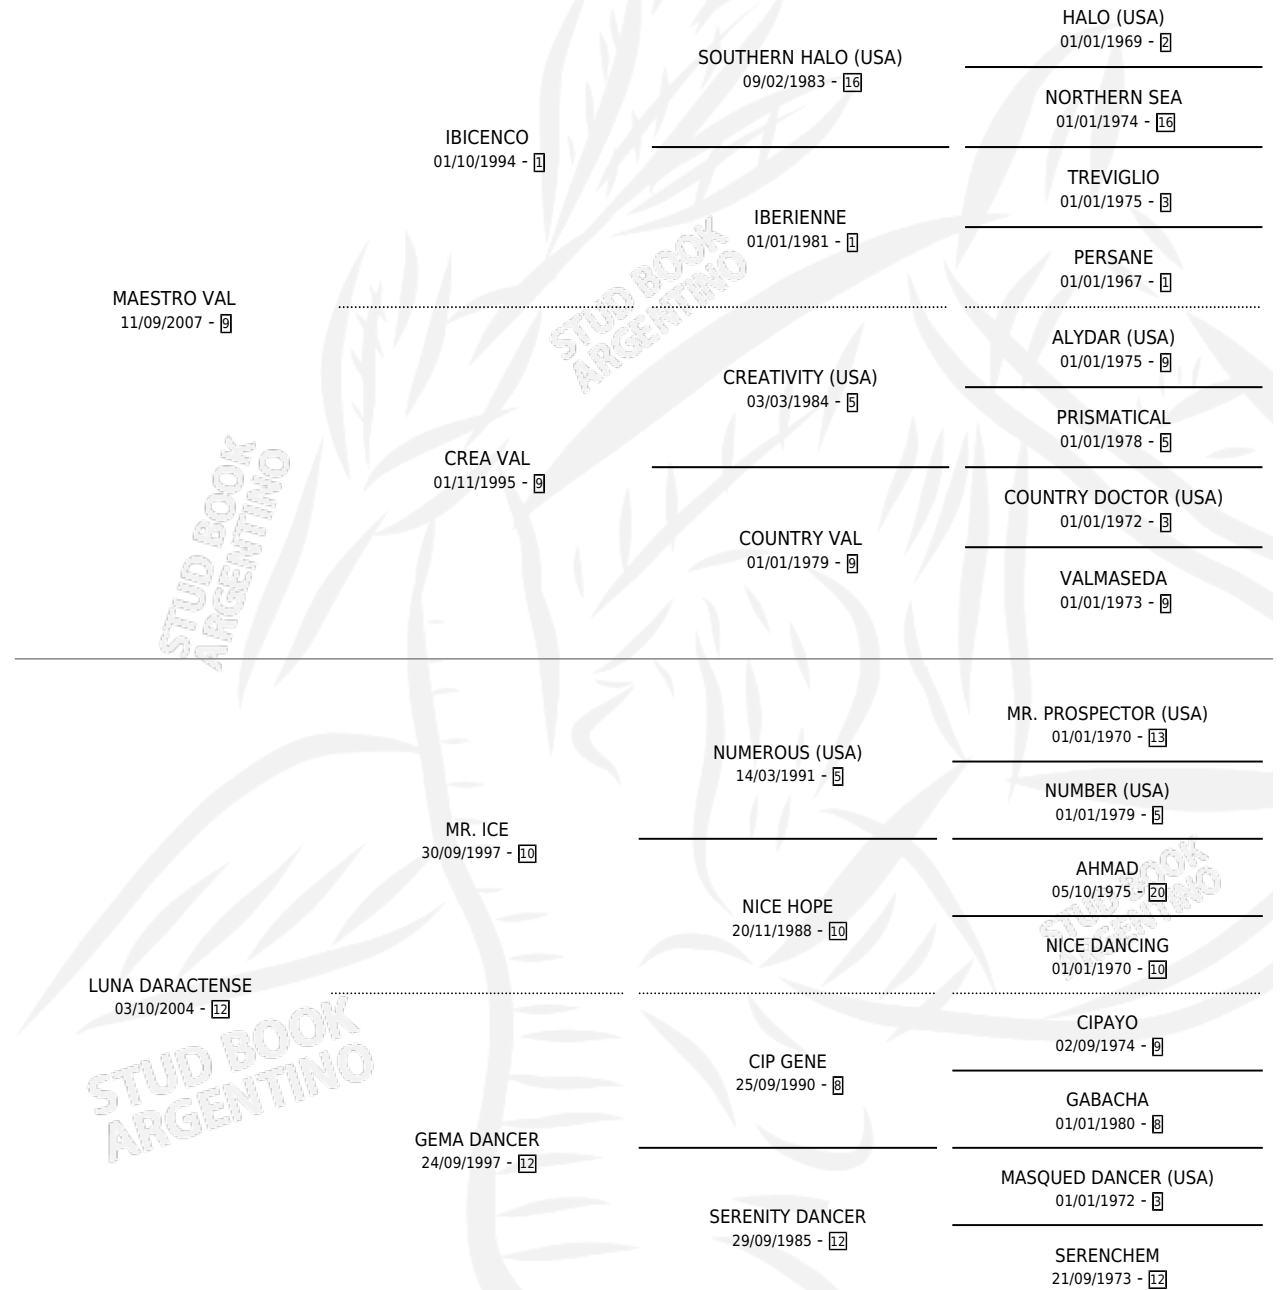 HALO (USA)
01/01/1969 - 2
SOUTHERN HALO (USA)
09/02/1983 - 16
NORTHERN SEA
01/01/1974 - 16
IBICENCO
01/10/1994 - 1
TREVIGLIO
01/01/1975 - 3
IBERIENNE
01/01/1981 - 1
PERSANE
01/01/1967 - 1
MAESTRO VAL
11/09/2007 - 9
STUD BOOK
ARGENTINO
ALYDAR (USA)
01/01/1975 - 9
CREATIVITY (USA)
03/03/1984 - 5
PRISMATICAL
01/01/1978 - 5
CREA VAL
01/11/1995 - 9
COUNTRY DOCTOR (USA)
01/01/1972 - 3
COUNTRY VAL
01/01/1979 - 9
VALMASEDA
01/01/1973 - 9
STUD BOOK
ARGENTINO
MR. PROSPECTOR (USA)
01/01/1970 - 13
NUMEROUS (USA)
14/03/1991 - 5
NUMBER (USA)
01/01/1979 - 5
MR. ICE
30/09/1997 - 10
AHMAD
05/10/1975 - 20
NICE HOPE
20/11/1988 - 10
STUD BOOK
ARGENTINO
NICE DANCING
01/01/1970 - 10
LUNA DARACTENSE
03/10/2004 - 12
STUD BOOK
ARGENTINO
CIPAYO
02/09/1974 - 9
CIP GENE
25/09/1990 - 8
GABACHA
01/01/1980 - 8
GEMA DANCER
24/09/1997 - 12
MASQUED DANCER (USA)
01/01/1972 - 3
SERENITY DANCER
29/09/1985 - 12
SERENCHEM
21/09/1973 - 12